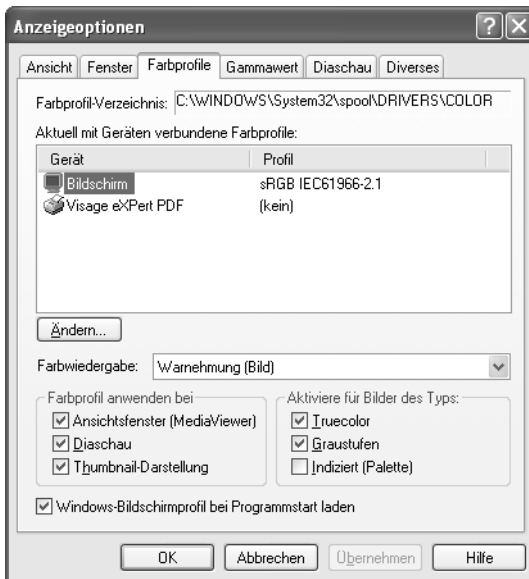 Anzeigeoptionen
Ansicht Fenster Farbprofile Gammawert Diaschau Diverses
Farbprofil-Verzeichnis: C:\WINDOWS\System32\spool\DRIVERS\COLOR
Aktuell mit Geräten verbundene Farbprofile:
Gerät Profil
Bildschirm sRGB IEC61966-2.1
Visage eXPert PDF (kein)
Ändern...
Farbwiedergabe: Warnehmung (Bild)
Farbprofil anwenden bei Aktiviere für Bilder des Typs:
Ansichtsfenster (MediaViewer) Truecolor
Diaschau Graustufen
Thumbnail-Darstellung Indiziert (Palette)
Windows-Bildschirmprofil bei Programmstart laden
OK Abbrechen Übernehmen Hilfe